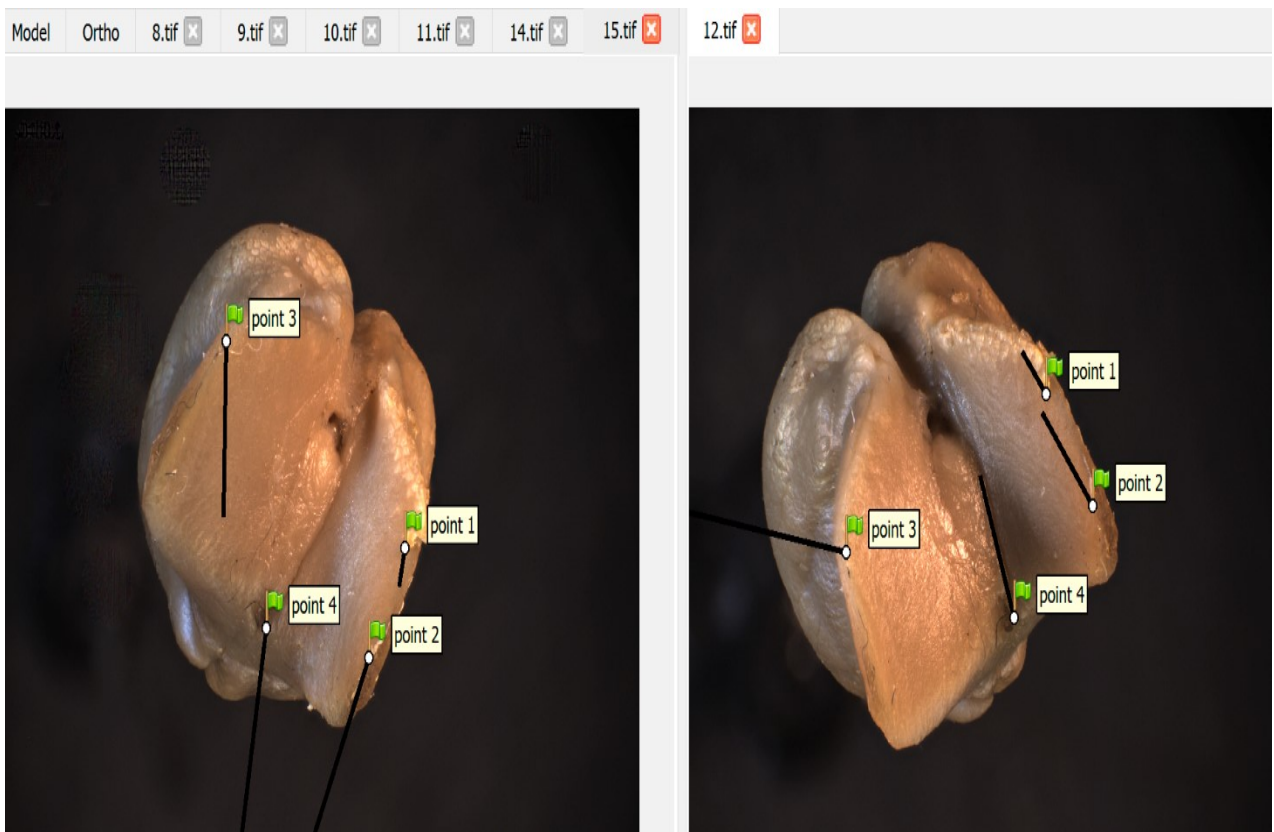 Model Ortho 8.tif 9.tif 10.tif 11.tif 14.tif 15.tif 12.tif
point 3
point 1
point 4
point 2
point 1
point 2
point 3
point 4